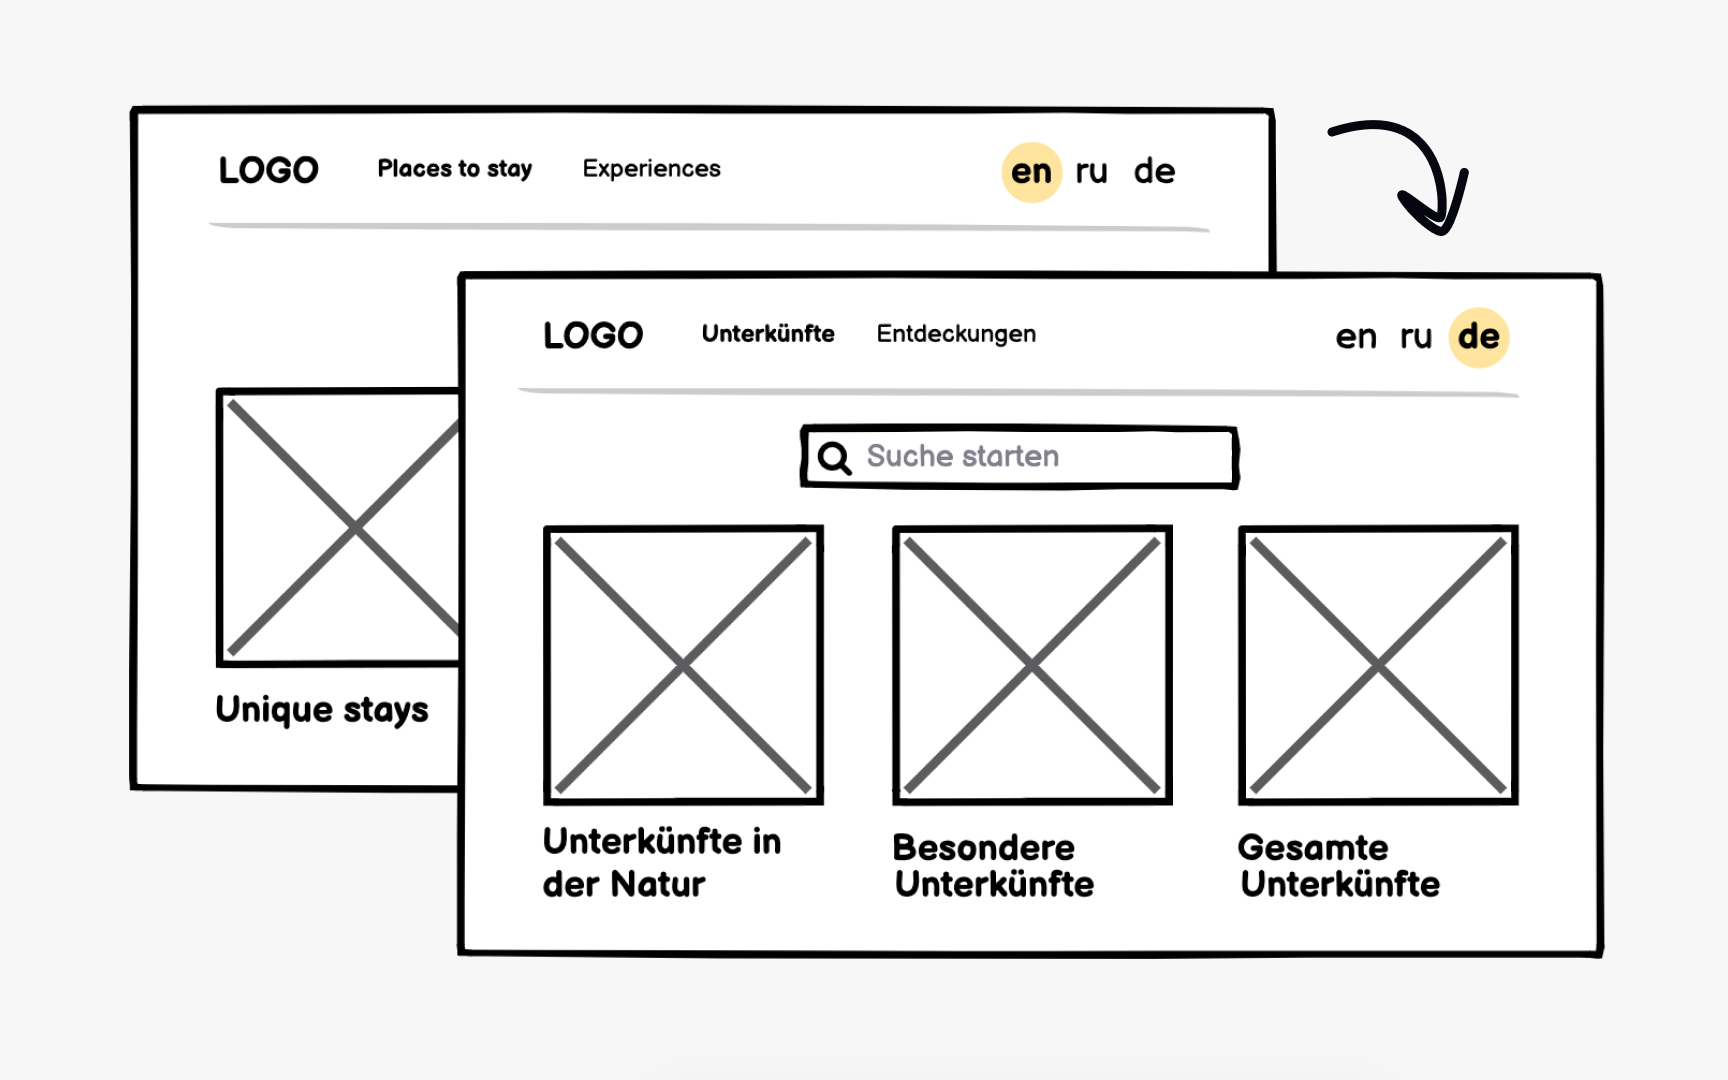 LOGO Places to stay Experiences en ru de
Unique stays
LOGO Unterkünfte Entdeckungen en ru de
Suche starten
Unterkünfte in
der Natur
Besondere
Unterkünfte
Gesamte
Unterkünfte